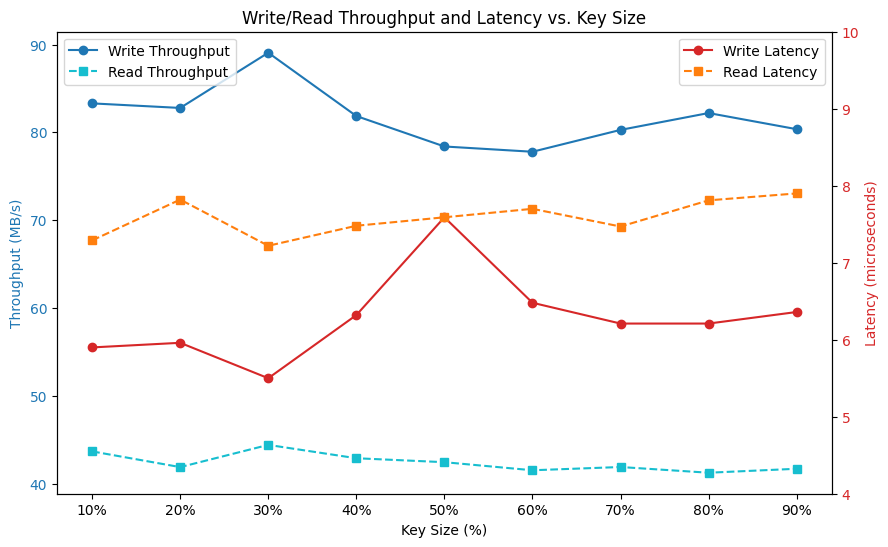 Write/Read Throughput and Latency vs. Key Size
Write Throughput
Read Throughput
Write Latency
Read Latency
Throughput (MB/s)
90
80
70
60
50
40
Latency (microseconds)
10
9
8
7
6
5
4
10% 20% 30% 40% 50% 60% 70% 80% 90%
Key Size (%)